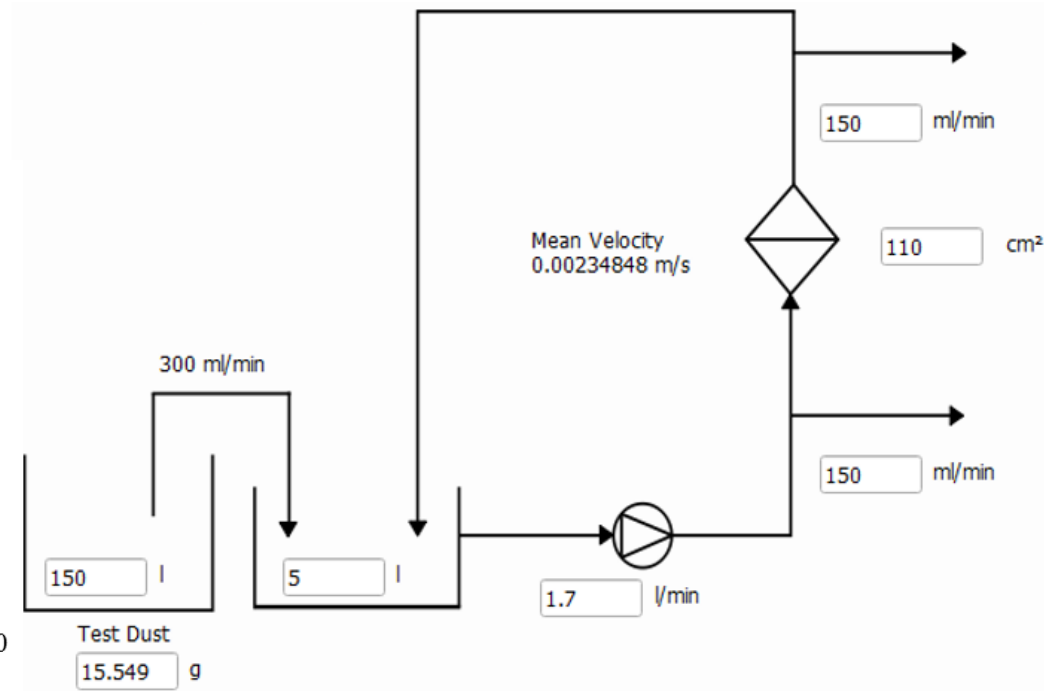 150 ml/min
Mean Velocity
0.00234848 m/s
110 cm²
300 ml/min
150 ml/min
150 l
5 l
1.7 l/min
0
Test Dust
15.549 g